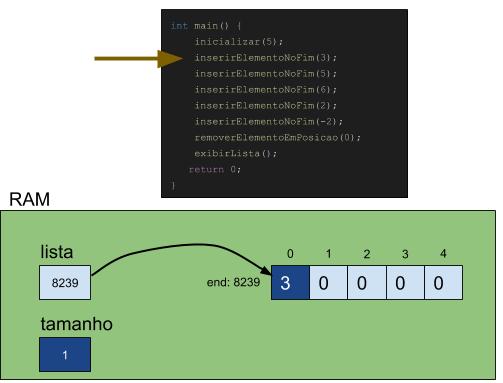 int main() {
inicializar(5);
inserirElementoNoFim(3);
inserirElementoNoFim(5);
inserirElementoNoFim(6);
inserirElementoNoFim(2);
inserirElementoNoFim(-2);
removerElementoEmPosicao(0);
exibirLista();
return 0;
}
RAM
lista
0 1 2 3 4
8239
end: 8239
3 0 0 0 0
tamanho
1